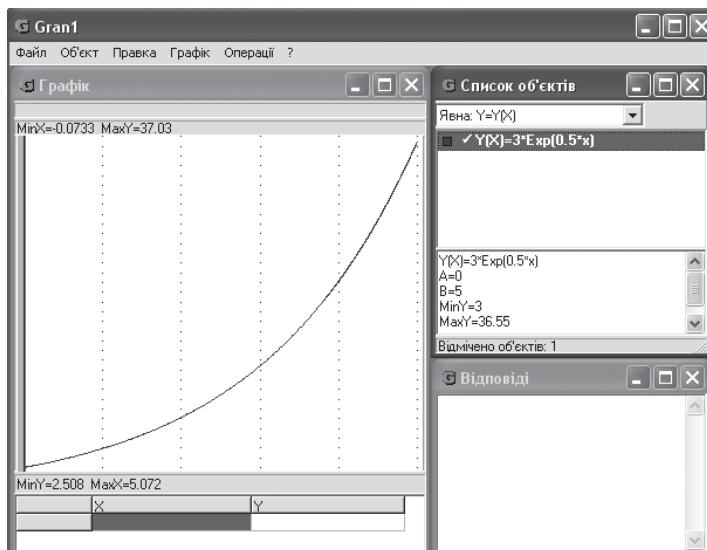 Gran1
Файл Об'єкт Правка Графік Операції ?
Графік
MinX=-0.0733 MaxY=37.03
MinY=2.508 MaxX=5.072
X Y
Список об'єктів
Явна: Y=Y(X)
Y(X)=3*Exp(0.5*x)
Y(X)=3*Exp(0.5*x)
A=0
B=5
MinY=3
MaxY=36.55
Відмічено об'єктів: 1
Відповіді